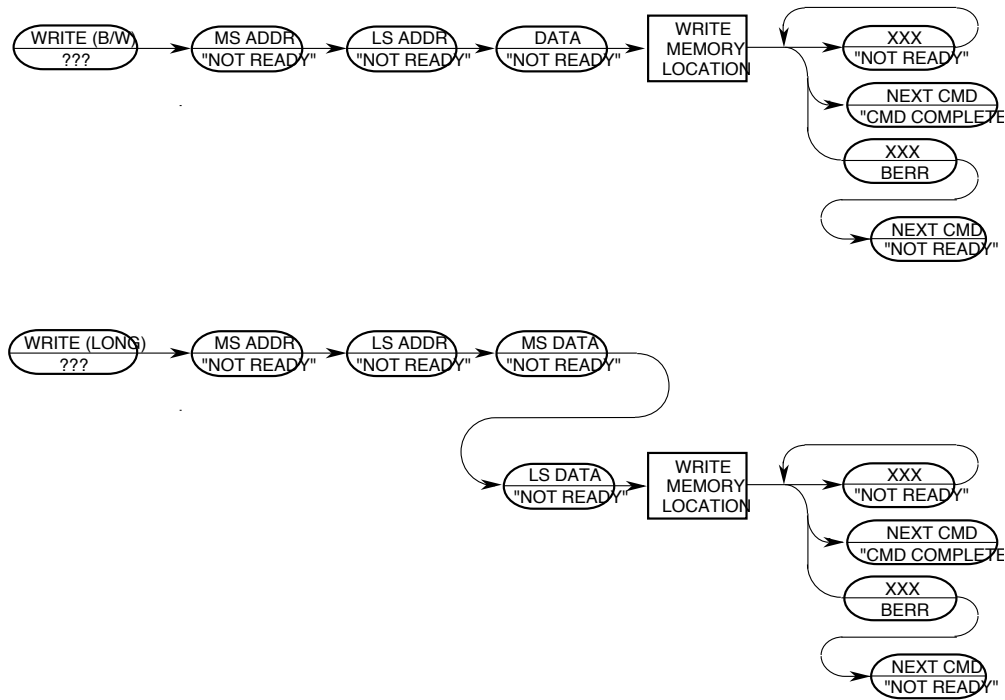 WRITE (B/W)
???
MS ADDR
"NOT READY"
LS ADDR
"NOT READY"
DATA
"NOT READY"
WRITE
MEMORY
LOCATION
XXX
"NOT READY"
NEXT CMD
"CMD COMPLETE
XXX
BERR
NEXT CMD
"NOT READY"
WRITE (LONG)
???
MS ADDR
"NOT READY"
LS ADDR
"NOT READY"
MS DATA
"NOT READY"
LS DATA
"NOT READY"
WRITE
MEMORY
LOCATION
XXX
"NOT READY"
NEXT CMD
"CMD COMPLETE
XXX
BERR
NEXT CMD
"NOT READY"